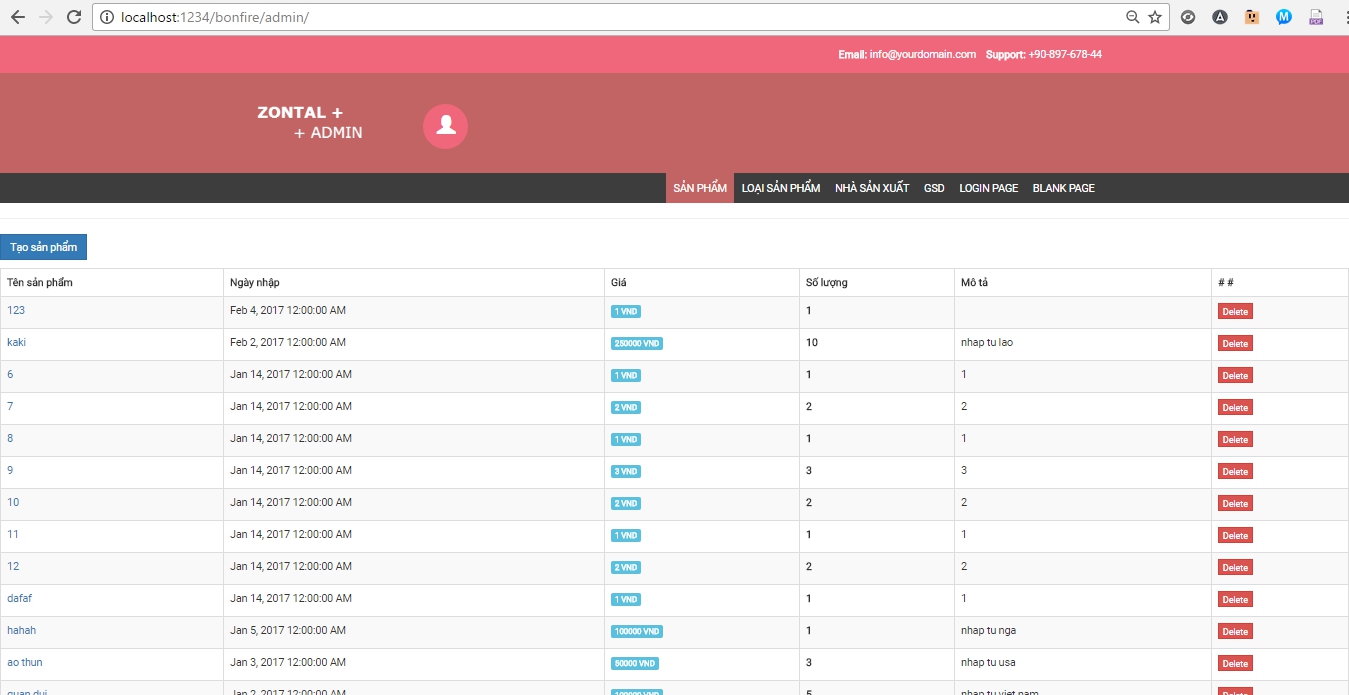 localhost:1234/bonfire/admin/
Email: info@yourdomain.com Support: +90-897-678-44
ZONTAL +
+ ADMIN
SẢN PHẨM LOẠI SẢN PHẨM NHÀ SẢN XUẤT GSD LOGIN PAGE BLANK PAGE
Tạo sản phẩm
Tên sản phẩm Ngày nhập Giá Số lượng Mô tả # #
123 Feb 4, 2017 12:00:00 AM 1 VND 1 Delete
kaki Feb 2, 2017 12:00:00 AM 250000 VND 10 nhap tu lao Delete
6 Jan 14, 2017 12:00:00 AM 1 VND 1 1 Delete
7 Jan 14, 2017 12:00:00 AM 2 VND 2 2 Delete
8 Jan 14, 2017 12:00:00 AM 1 VND 1 1 Delete
9 Jan 14, 2017 12:00:00 AM 3 VND 3 3 Delete
10 Jan 14, 2017 12:00:00 AM 2 VND 2 2 Delete
11 Jan 14, 2017 12:00:00 AM 1 VND 1 1 Delete
12 Jan 14, 2017 12:00:00 AM 2 VND 2 2 Delete
dafaf Jan 14, 2017 12:00:00 AM 1 VND 1 1 Delete
hahah Jan 5, 2017 12:00:00 AM 100000 VND 1 nhap tu nga Delete
ao thun Jan 3, 2017 12:00:00 AM 50000 VND 3 nhap tu usa Delete
quan dui Jan 2, 2017 12:00:00 AM 100000 VND 5 nhap tu viet nam Delete